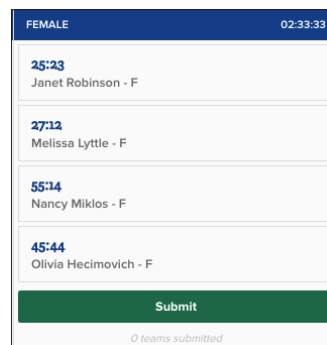 FEMALE 02:33:33
25:23
Janet Robinson - F
27:12
Melissa Lyttle - F
55:14
Nancy Miklos - F
45:44
Olivia Hecimovich - F
Submit
0 teams submitted